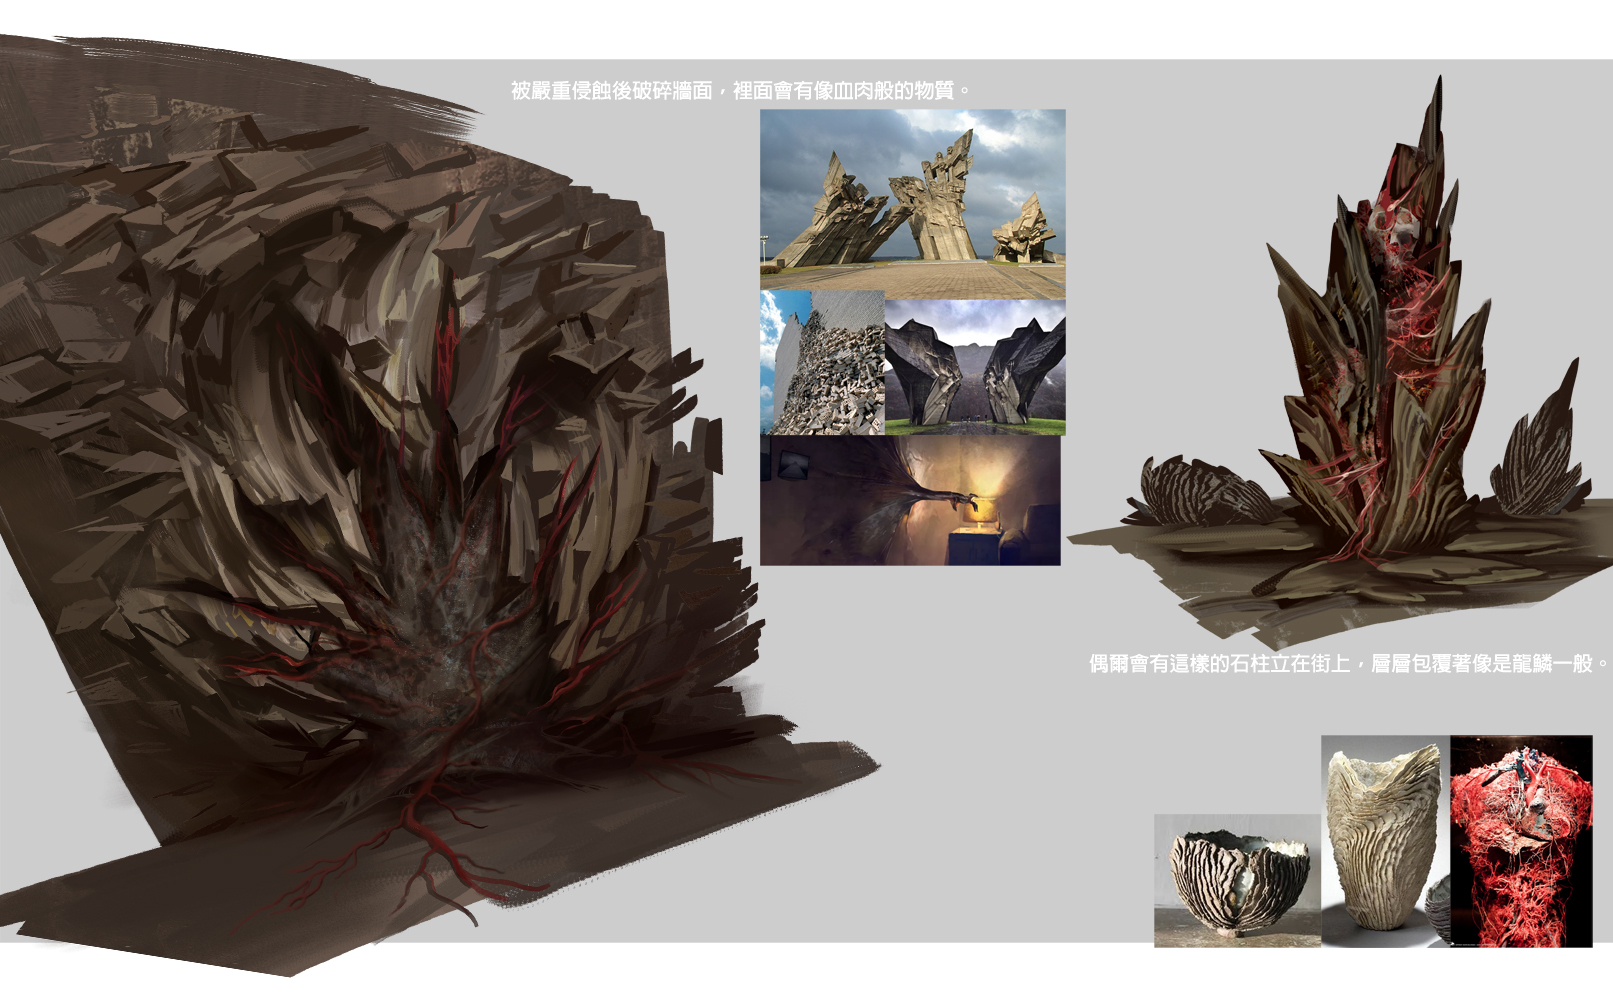 被嚴重侵蝕後破碎牆面，裡面會有像血肉般的物質。
偶爾會有這樣的石柱立在街上，層層包覆著像是龍鱗一般。